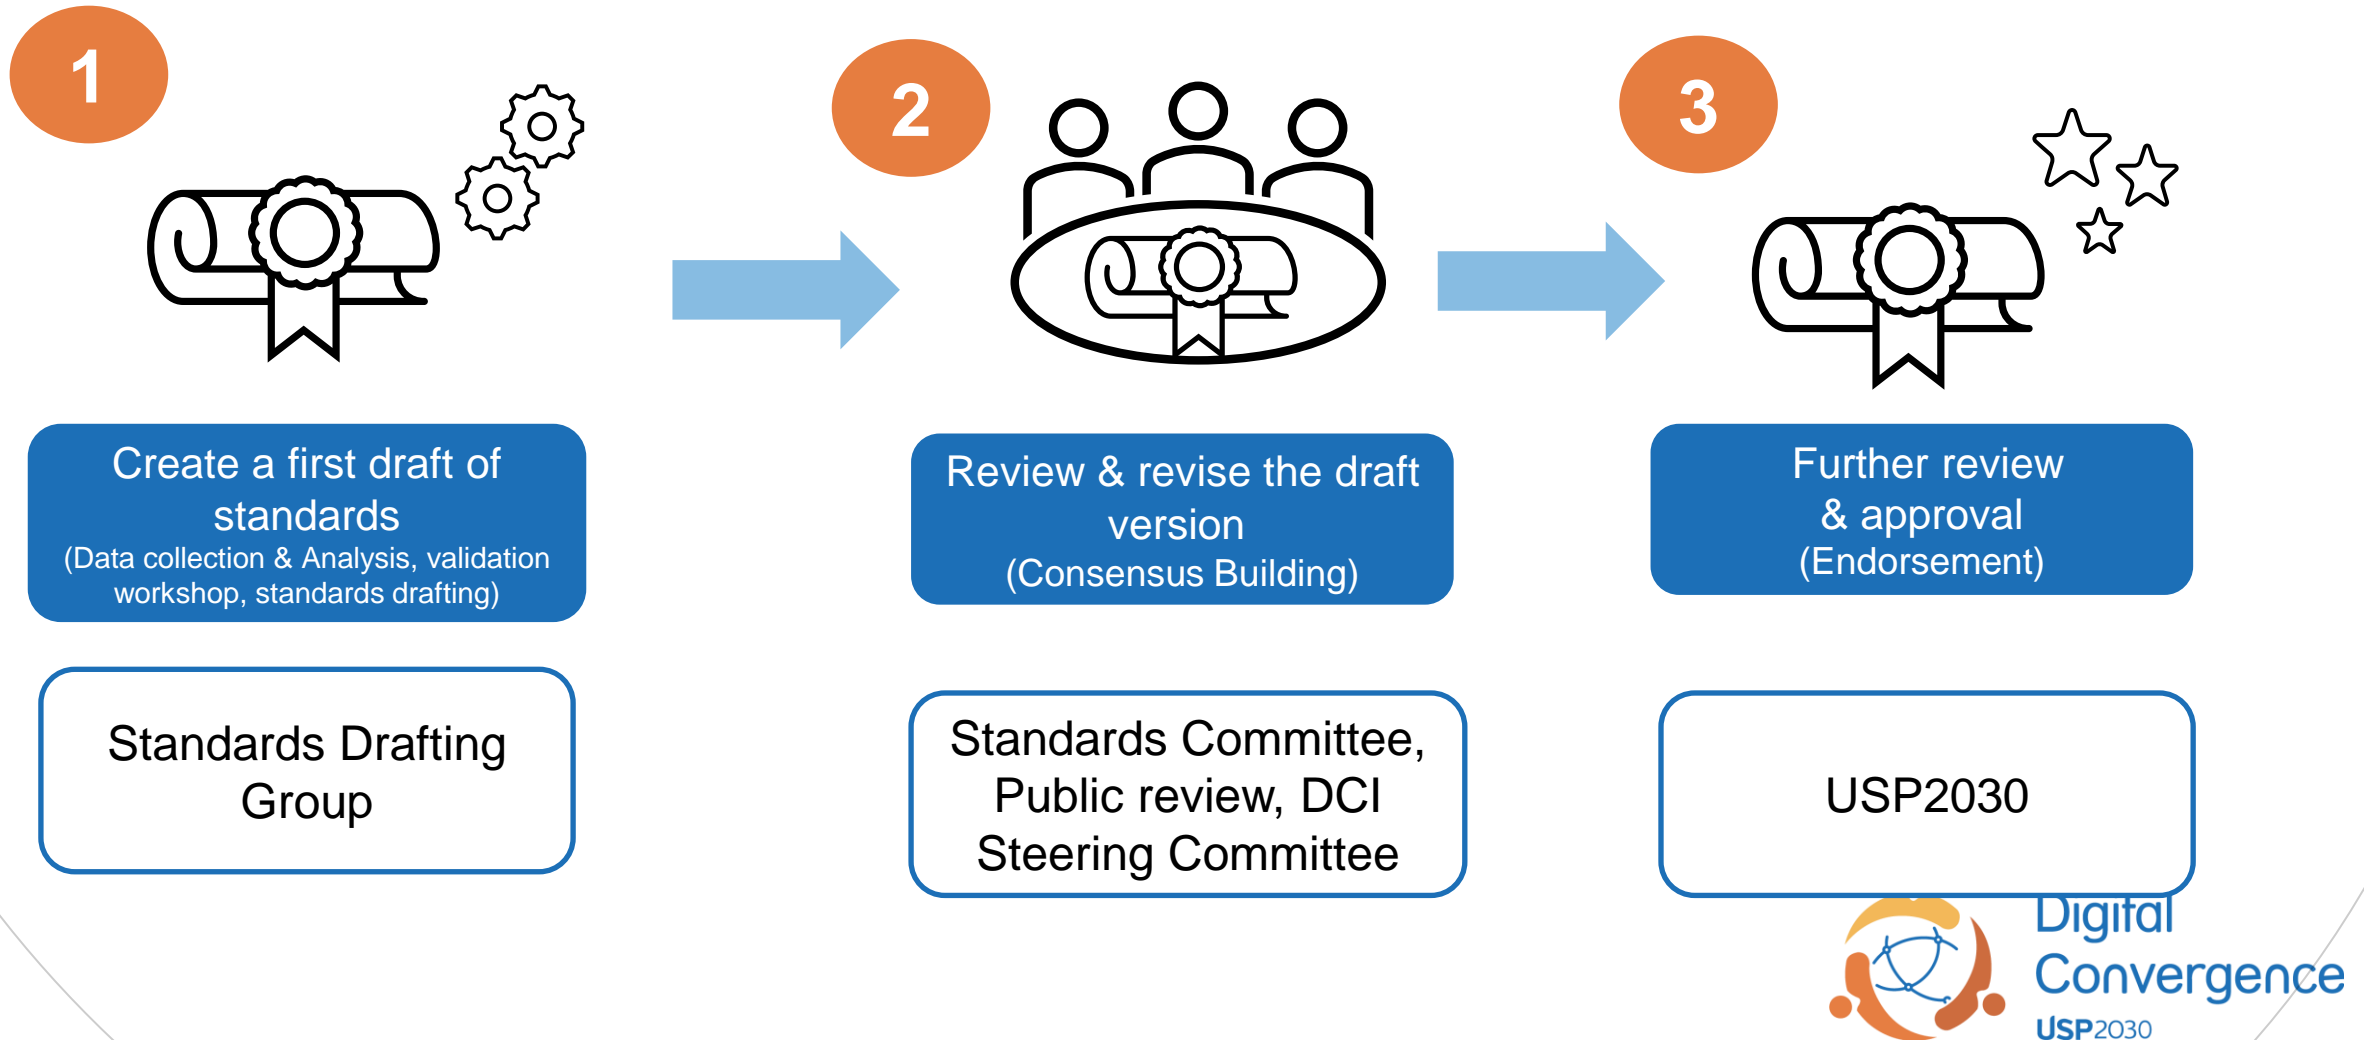 1
Create a first draft of
standards
(Data collection & Analysis, validation
workshop, standards drafting)
Standards Drafting
Group
2
Review & revise the draft
version
(Consensus Building)
Standards Committee,
Public review, DCI
Steering Committee
3
Further review
& approval
(Endorsement)
USP2030
Digital
Convergence
USP2030